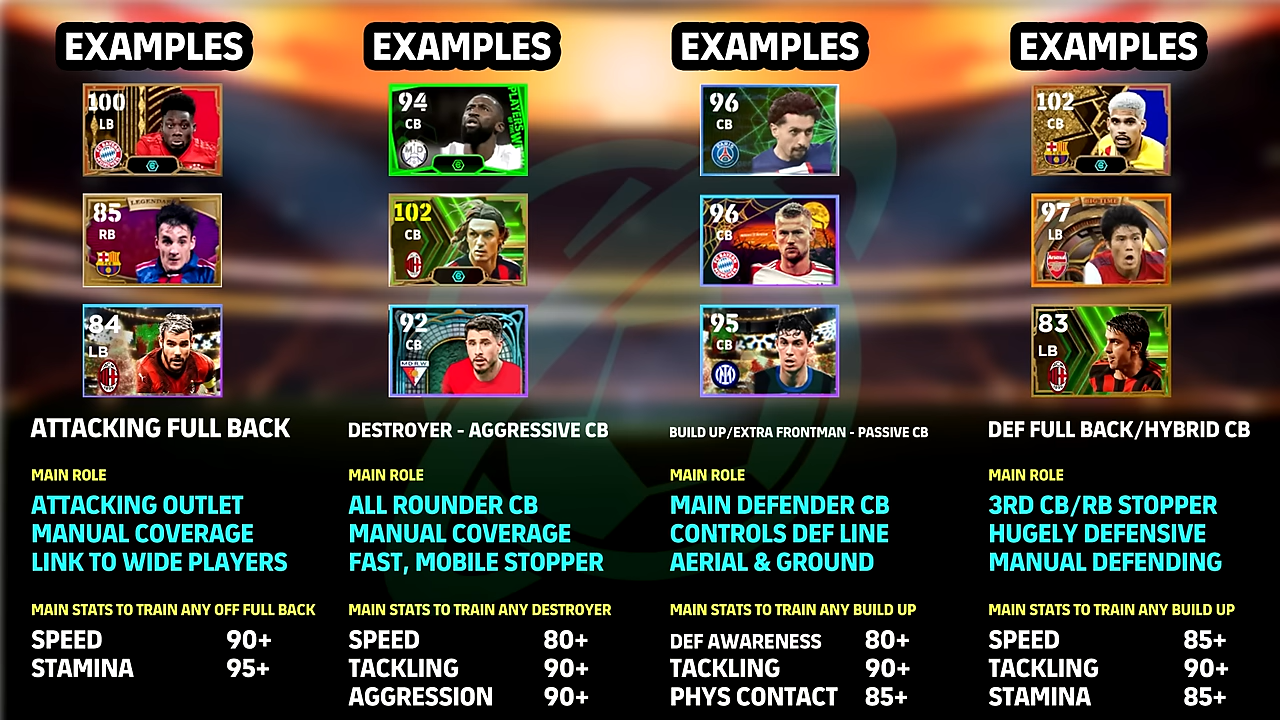 EXAMPLES
100
LB
85
RB
LEGENDARY
84
LB
ATTACKING FULL BACK
MAIN ROLE
ATTACKING OUTLET
MANUAL COVERAGE
LINK TO WIDE PLAYERS
MAIN STATS TO TRAIN ANY OFF FULL BACK
SPEED 90+
STAMINA 95+
EXAMPLES
94
CB
102
CB
92
CB
DESTROYER - AGGRESSIVE CB
MAIN ROLE
ALL ROUNDER CB
MANUAL COVERAGE
FAST, MOBILE STOPPER
MAIN STATS TO TRAIN ANY DESTROYER
SPEED 80+
TACKLING 90+
AGGRESSION 90+
EXAMPLES
96
CB
96
CB
95
CB
BUILD UP/EXTRA FRONTMAN - PASSIVE CB
MAIN ROLE
MAIN DEFENDER CB
CONTROLS DEF LINE
AERIAL & GROUND
MAIN STATS TO TRAIN ANY BUILD UP
DEF AWARENESS 80+
TACKLING 90+
PHYS CONTACT 85+
EXAMPLES
102
CB
BIG TIME
97
LB
Arsenal
83
LB
DEF FULL BACK/HYBRID CB
MAIN ROLE
3RD CB/RB STOPPER
HUGELY DEFENSIVE
MANUAL DEFENDING
MAIN STATS TO TRAIN ANY BUILD UP
SPEED 85+
TACKLING 90+
STAMINA 85+